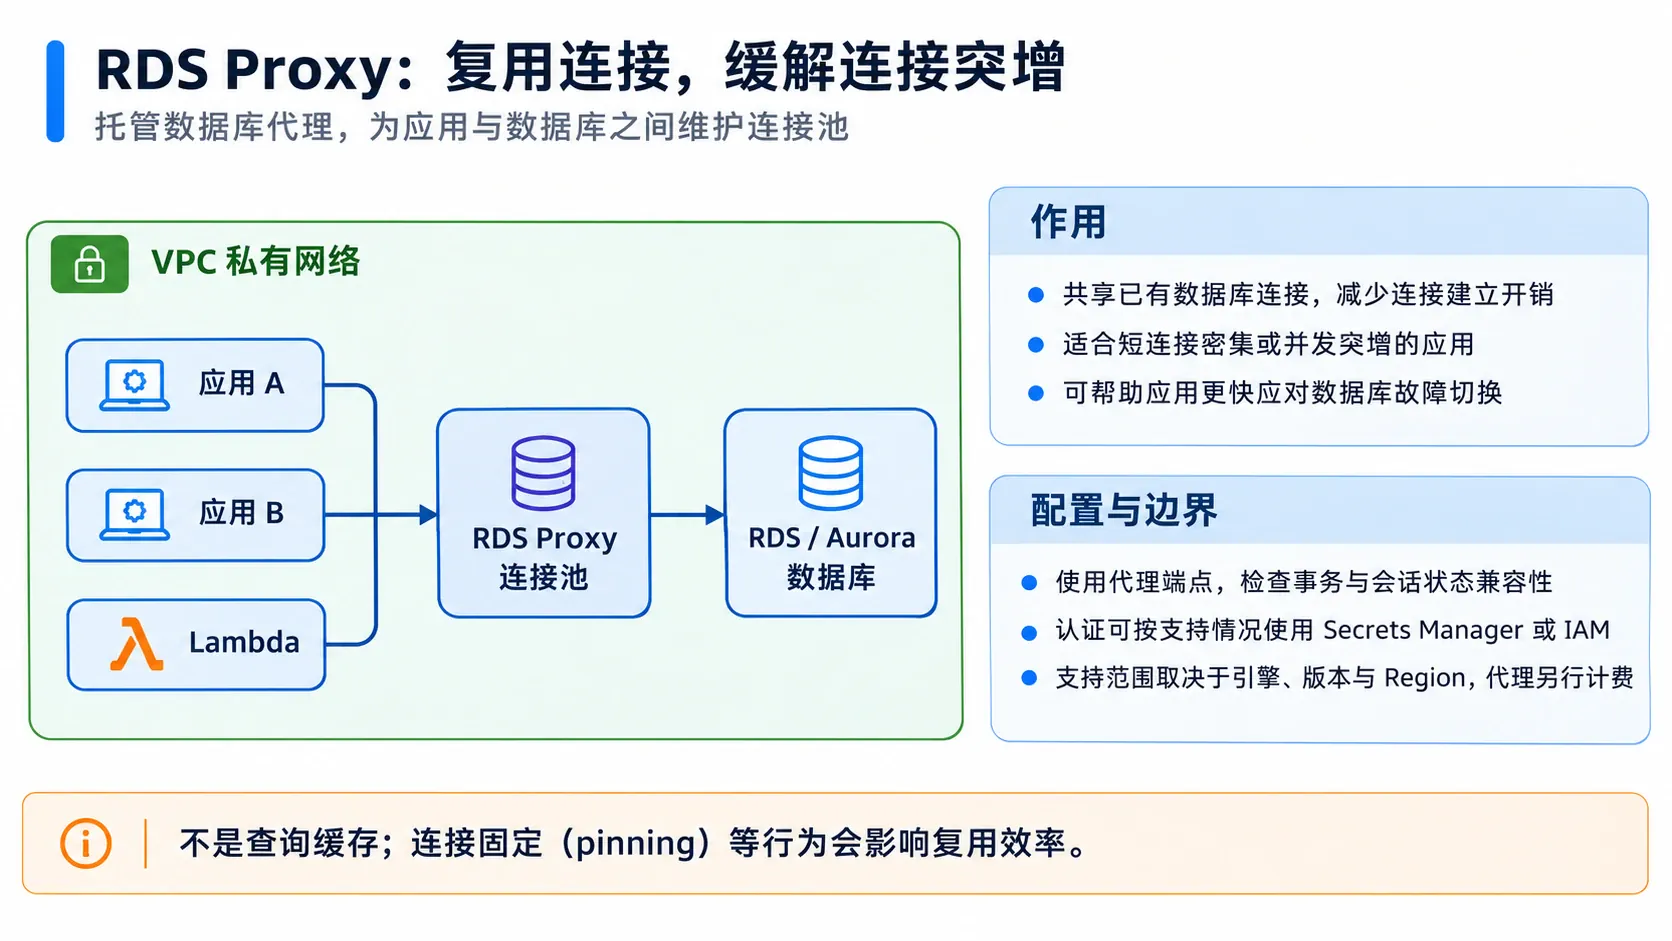 RDS Proxy：复用连接，缓解连接突增
托管数据库代理，为应用与数据库之间维护连接池
VPC 私有网络
应用 A
应用 B
Lambda
RDS Proxy
连接池
RDS / Aurora
数据库
作用
共享已有数据库连接，减少连接建立开销
适合短连接密集或并发突增的应用
可帮助应用更快应对数据库故障切换
配置与边界
使用代理端点，检查事务与会话状态兼容性
认证可按支持情况使用 Secrets Manager 或 IAM
支持范围取决于引擎、版本与 Region，代理另行计费
不是查询缓存；连接固定（pinning）等行为会影响复用效率。